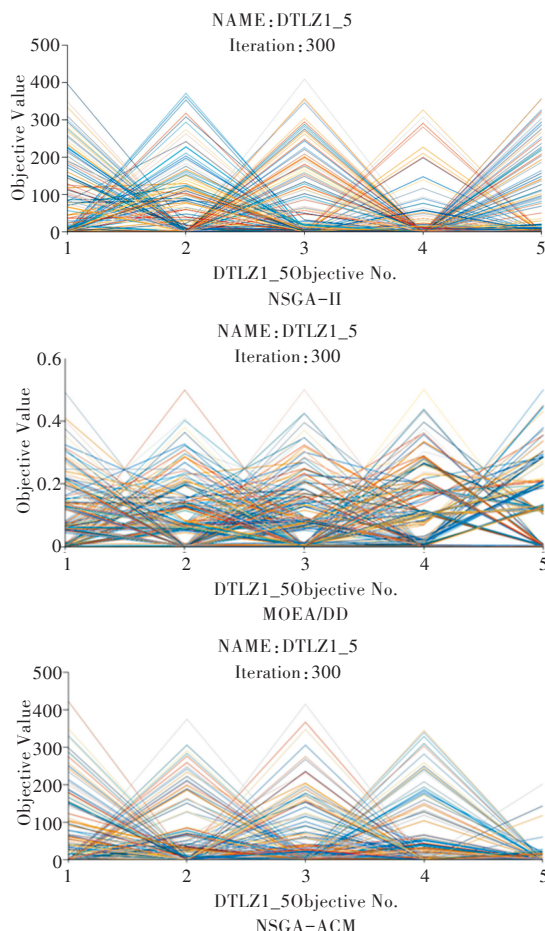 NAME:DTLZ1_5
Iteration:300
500
400
300
200
100
0
Objective Value
1 2 3 4 5
DTLZ1_5Objective No.
NSGA-II
NAME:DTLZ1_5
Iteration:300
0.6
0.4
0.2
0
Objective Value
1 2 3 4 5
DTLZ1_5Objective No.
MOEA/DD
NAME:DTLZ1_5
Iteration:300
500
400
300
200
100
0
Objective Value
1 2 3 4 5
DTLZ1_5Objective No.
NSGA-ACM